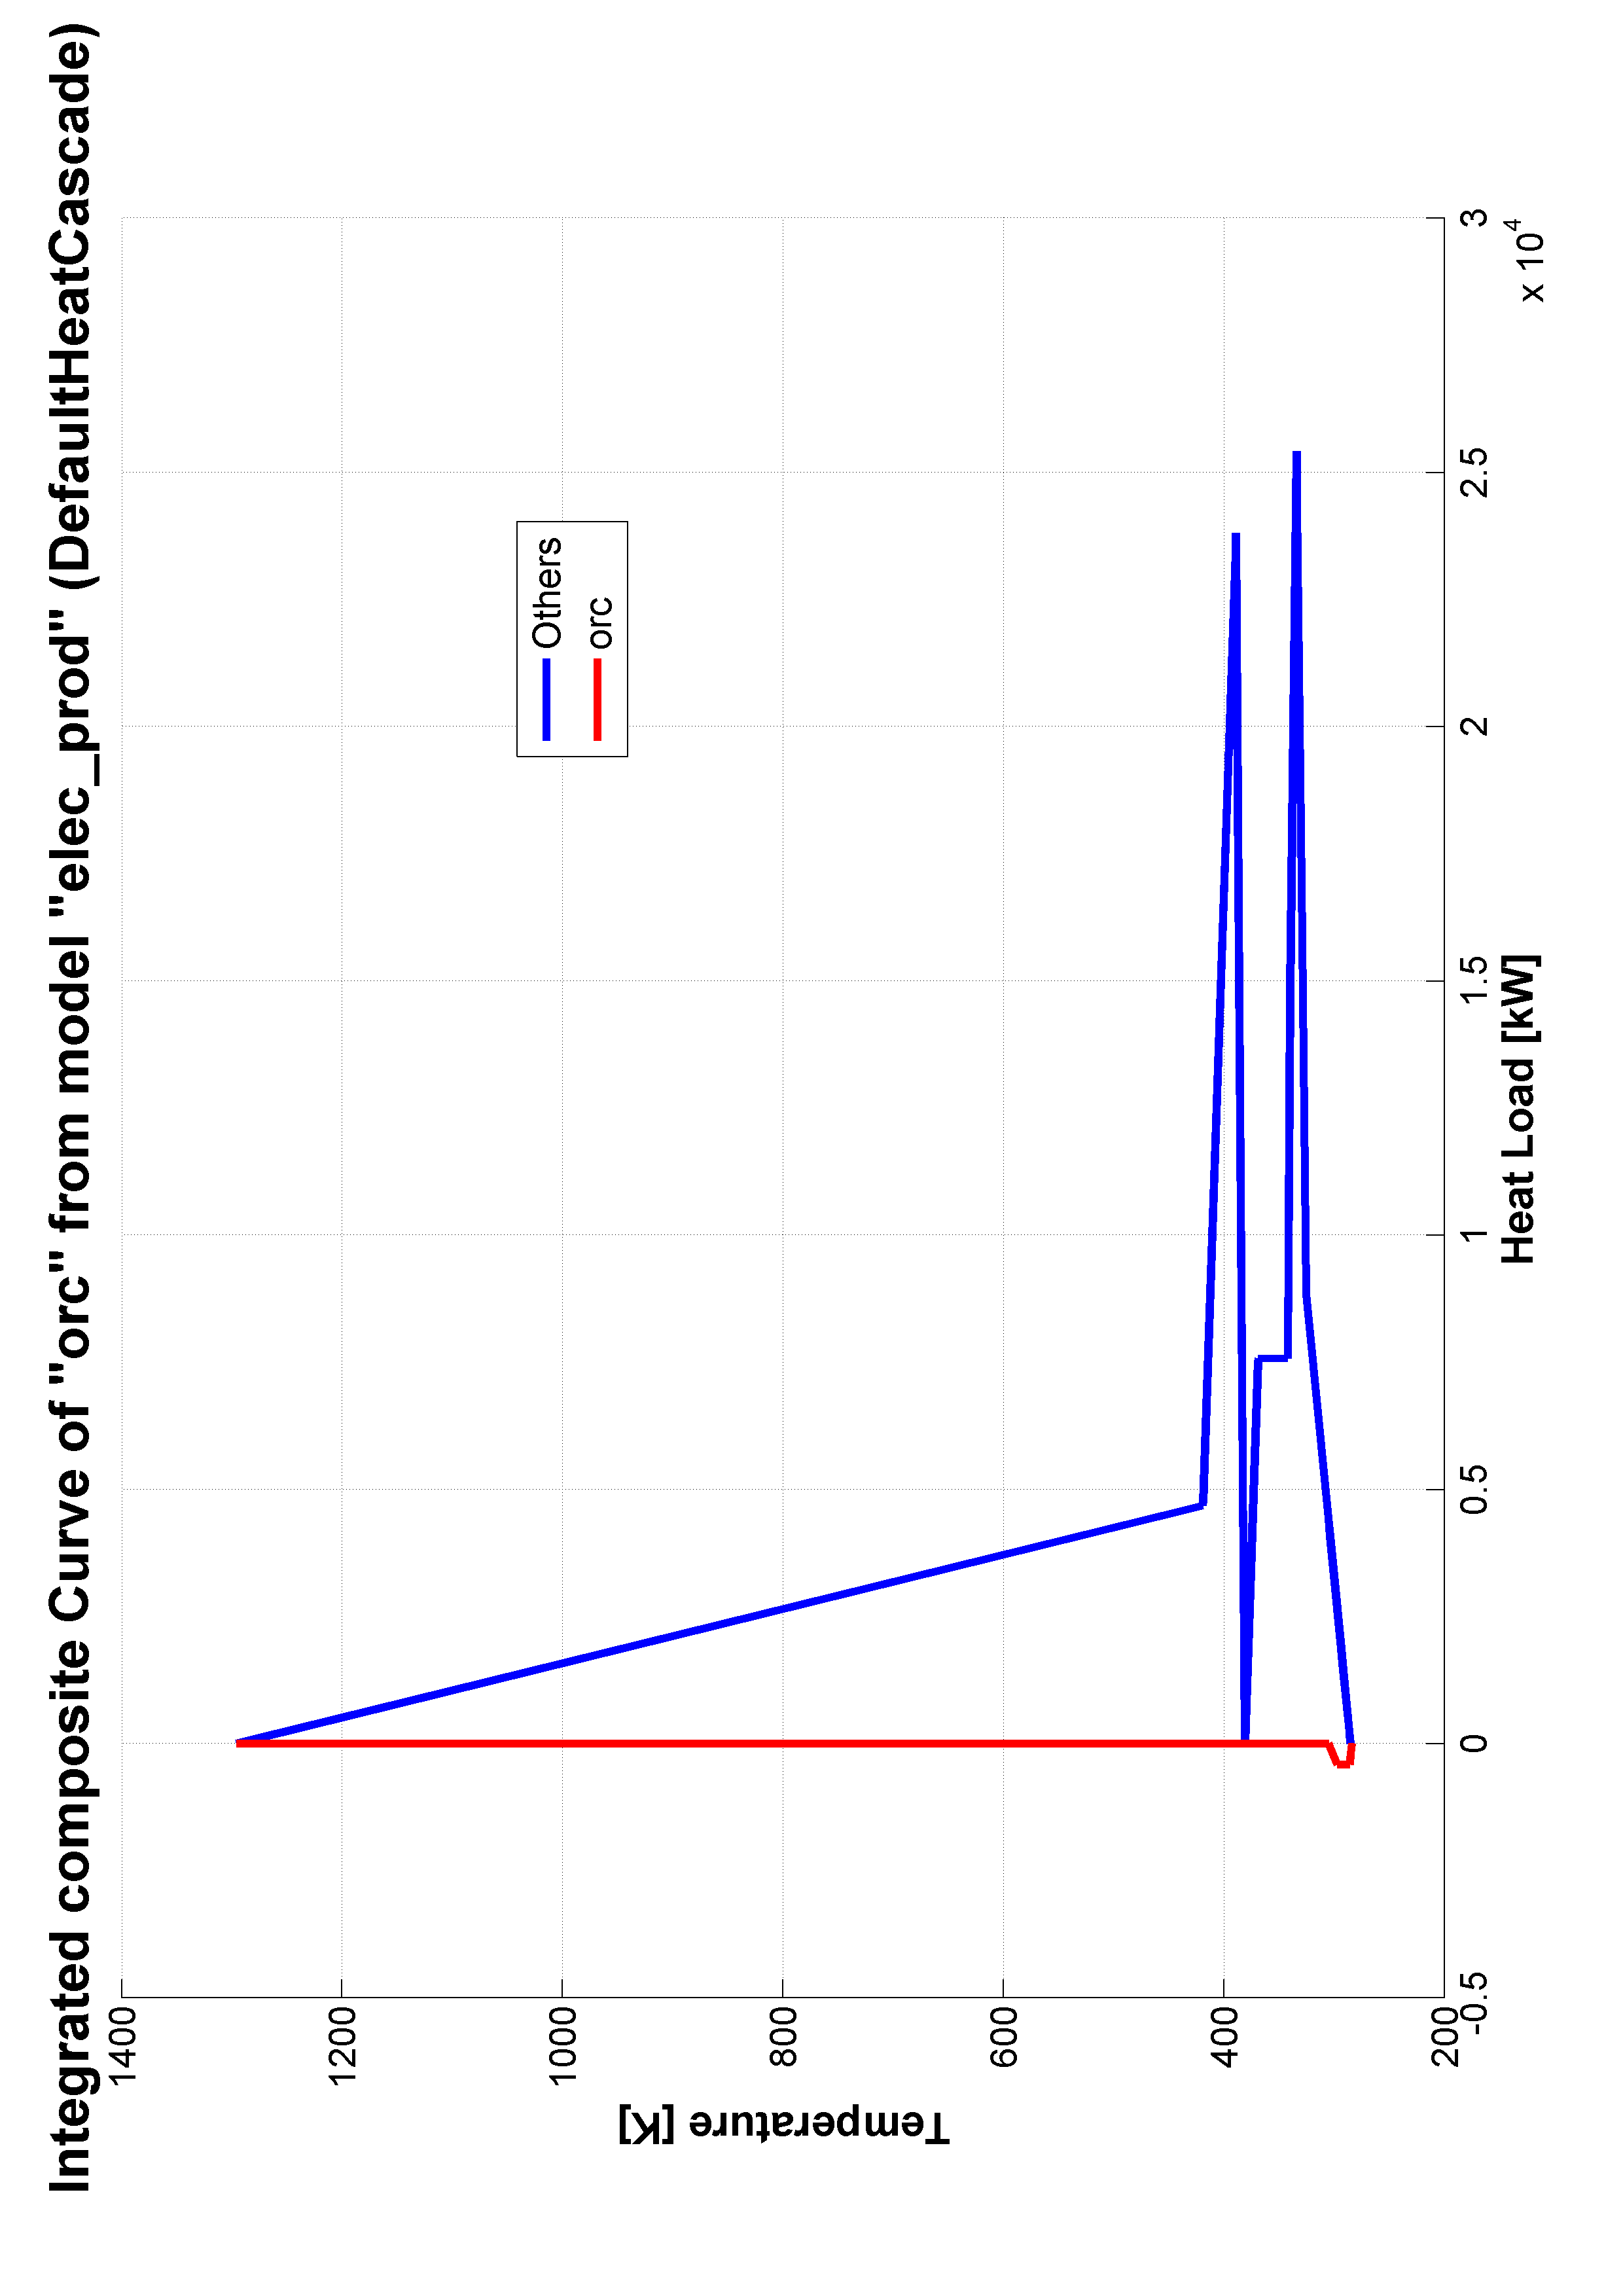 Integrated composite Curve of "orc" from model "elec_prod" (DefaultHeatCascade)
Temperature [K]
1400
1200
1000
800
600
400
200
-0.5
0
0.5
1
1.5
2
2.5
3
x 10^4
Heat Load [kW]
Others
orc